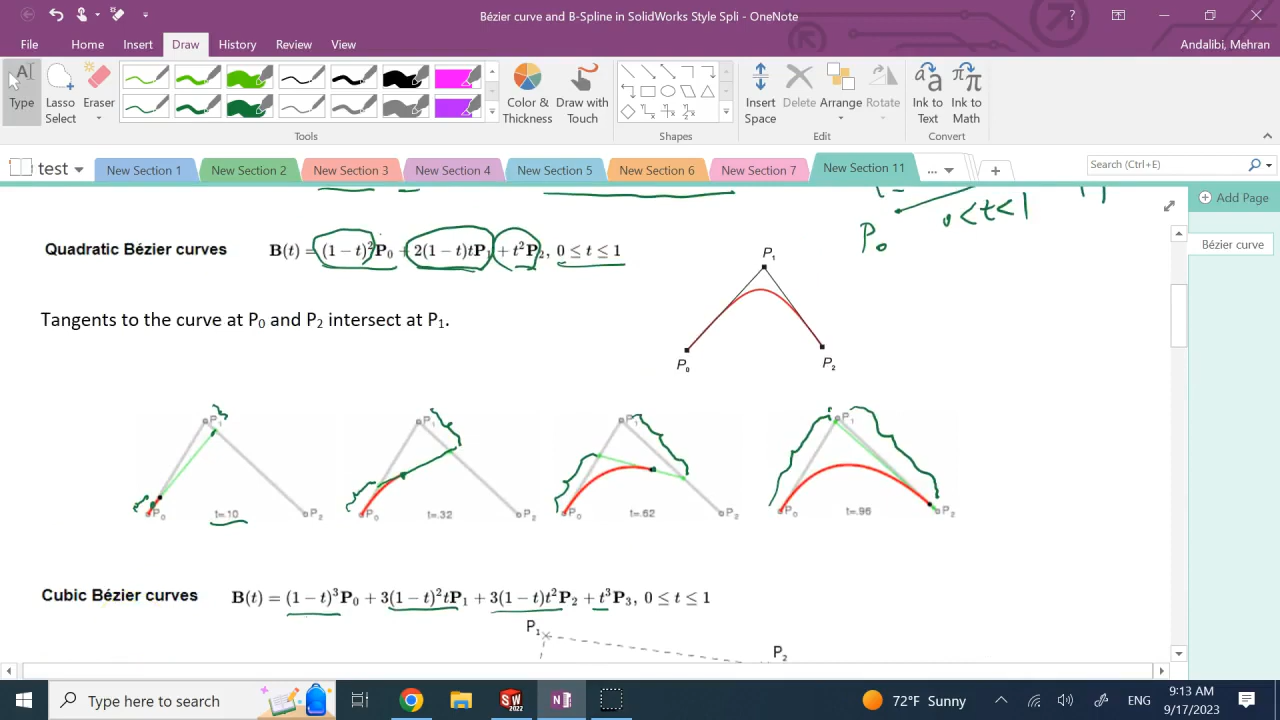 Bézier curve and B-Spline in SolidWorks Style Spli - OneNote
Andalibi, Mehran
File Home Insert Draw History Review View
Type
Lasso Select
Eraser
Color & Thickness
Draw with Touch
Insert Space
Delete
Arrange
Rotate
Ink to Text
Ink to Math
Tools
Shapes
Edit
Convert
test
New Section 1 New Section 2 New Section 3 New Section 4 New Section 5 New Section 6 New Section 7 New Section 11 ...
Search (Ctrl+E)
Add Page
Bézier curve
0<t<1
P₀
Quadratic Bézier curves B(t) = (1 − t)²P₀ + 2(1 − t)tP₁ + t²P₂, 0 ≤ t ≤ 1
P₁
Tangents to the curve at P₀ and P₂ intersect at P₁.
P₀ P₂
P₁ P₁ P₁ P₁
P₀ t=.10 P₂ P₀ t=.32 P₂ P₀ t=.62 P₂ P₀ t=.96 P₂
Cubic Bézier curves B(t) = (1 − t)³P₀ + 3(1 − t)²tP₁ + 3(1 − t)t²P₂ + t³P₃, 0 ≤ t ≤ 1
P₁
P₂
Type here to search
SW
2022
72°F Sunny
ENG
9:13 AM
9/17/2023